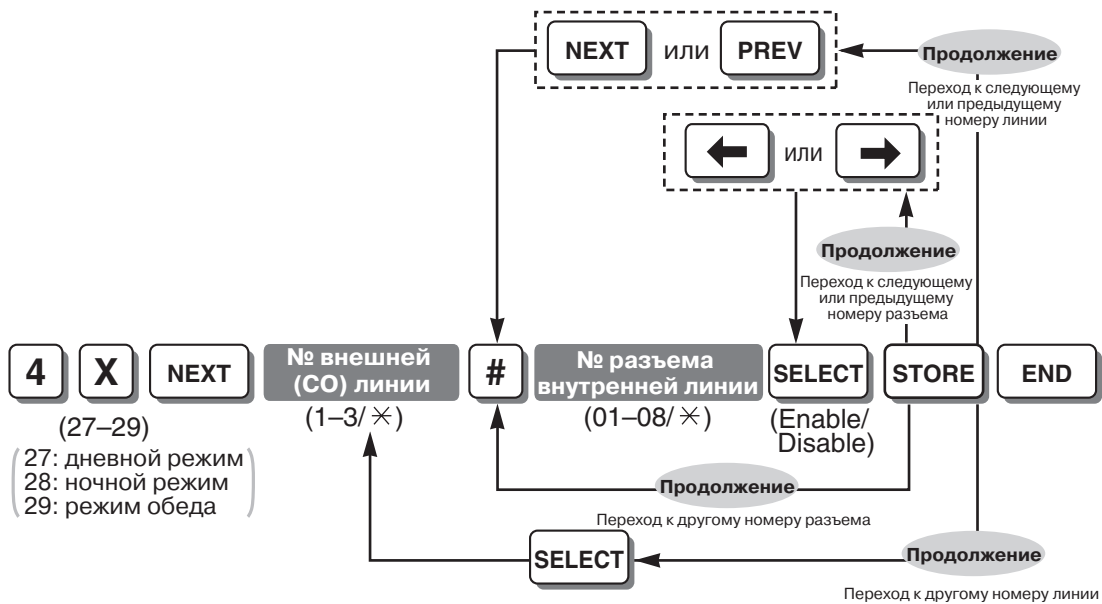 NEXT или PREV
Продолжение
Переход к следующему
или предыдущему
номеру линии
← или →
Продолжение
Переход к следующему
или предыдущему
номеру разъема
4 X NEXT № внешней (CO) линии # № разъема внутренней линии SELECT STORE END
(27–29)
(1–3/✳)
(01–08/✳)
(Enable/
Disable)
27: дневной режим
28: ночной режим
29: режим обеда
Продолжение
Переход к другому номеру разъема
SELECT
Продолжение
Переход к другому номеру линии